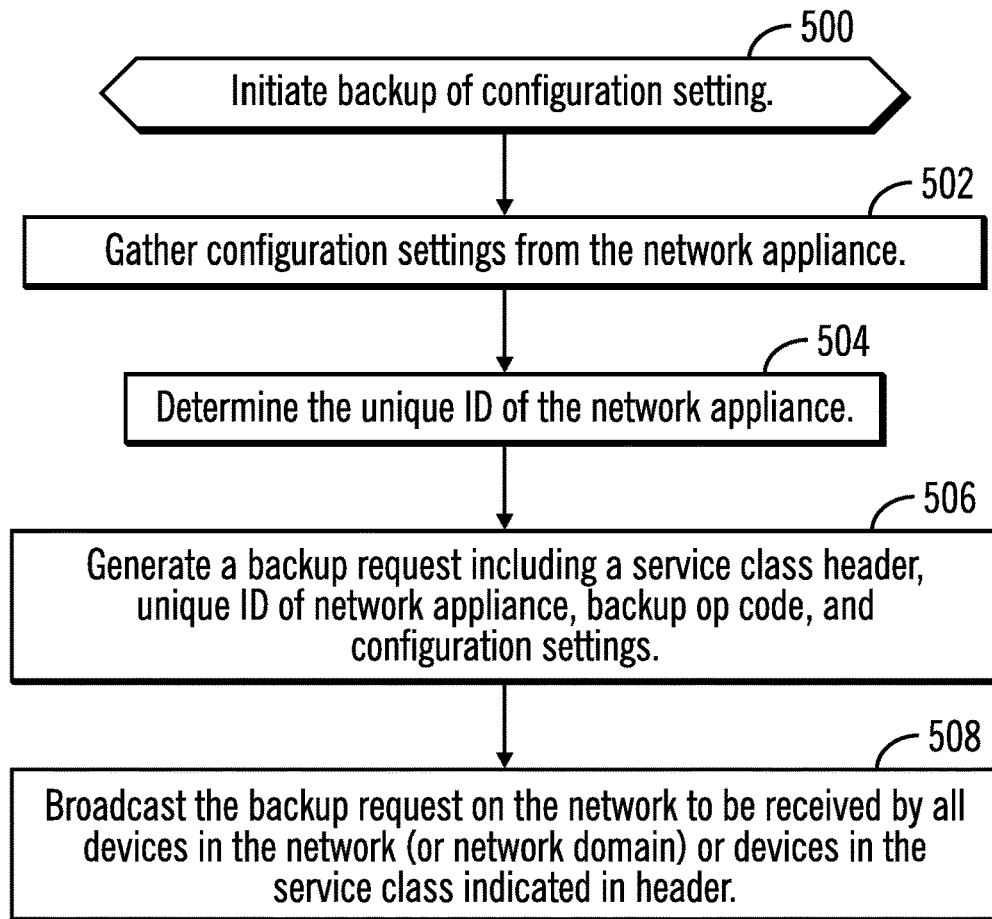 500
Initiate backup of configuration setting.
502
Gather configuration settings from the network appliance.
504
Determine the unique ID of the network appliance.
506
Generate a backup request including a service class header,
unique ID of network appliance, backup op code, and
configuration settings.
508
Broadcast the backup request on the network to be received by all
devices in the network (or network domain) or devices in the
service class indicated in header.